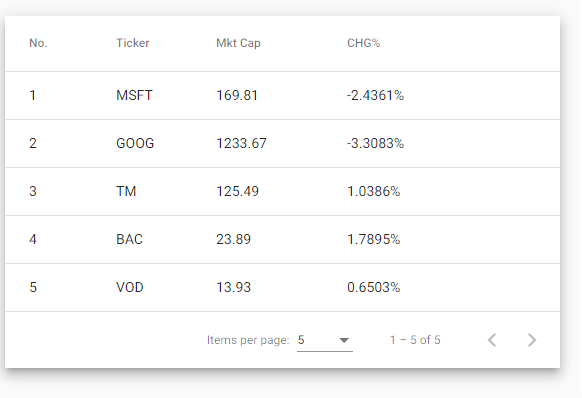 No. Ticker Mkt Cap CHG%
1 MSFT 169.81 -2.4361%
2 GOOG 1233.67 -3.3083%
3 TM 125.49 1.0386%
4 BAC 23.89 1.7895%
5 VOD 13.93 0.6503%
Items per page: 5 1 – 5 of 5